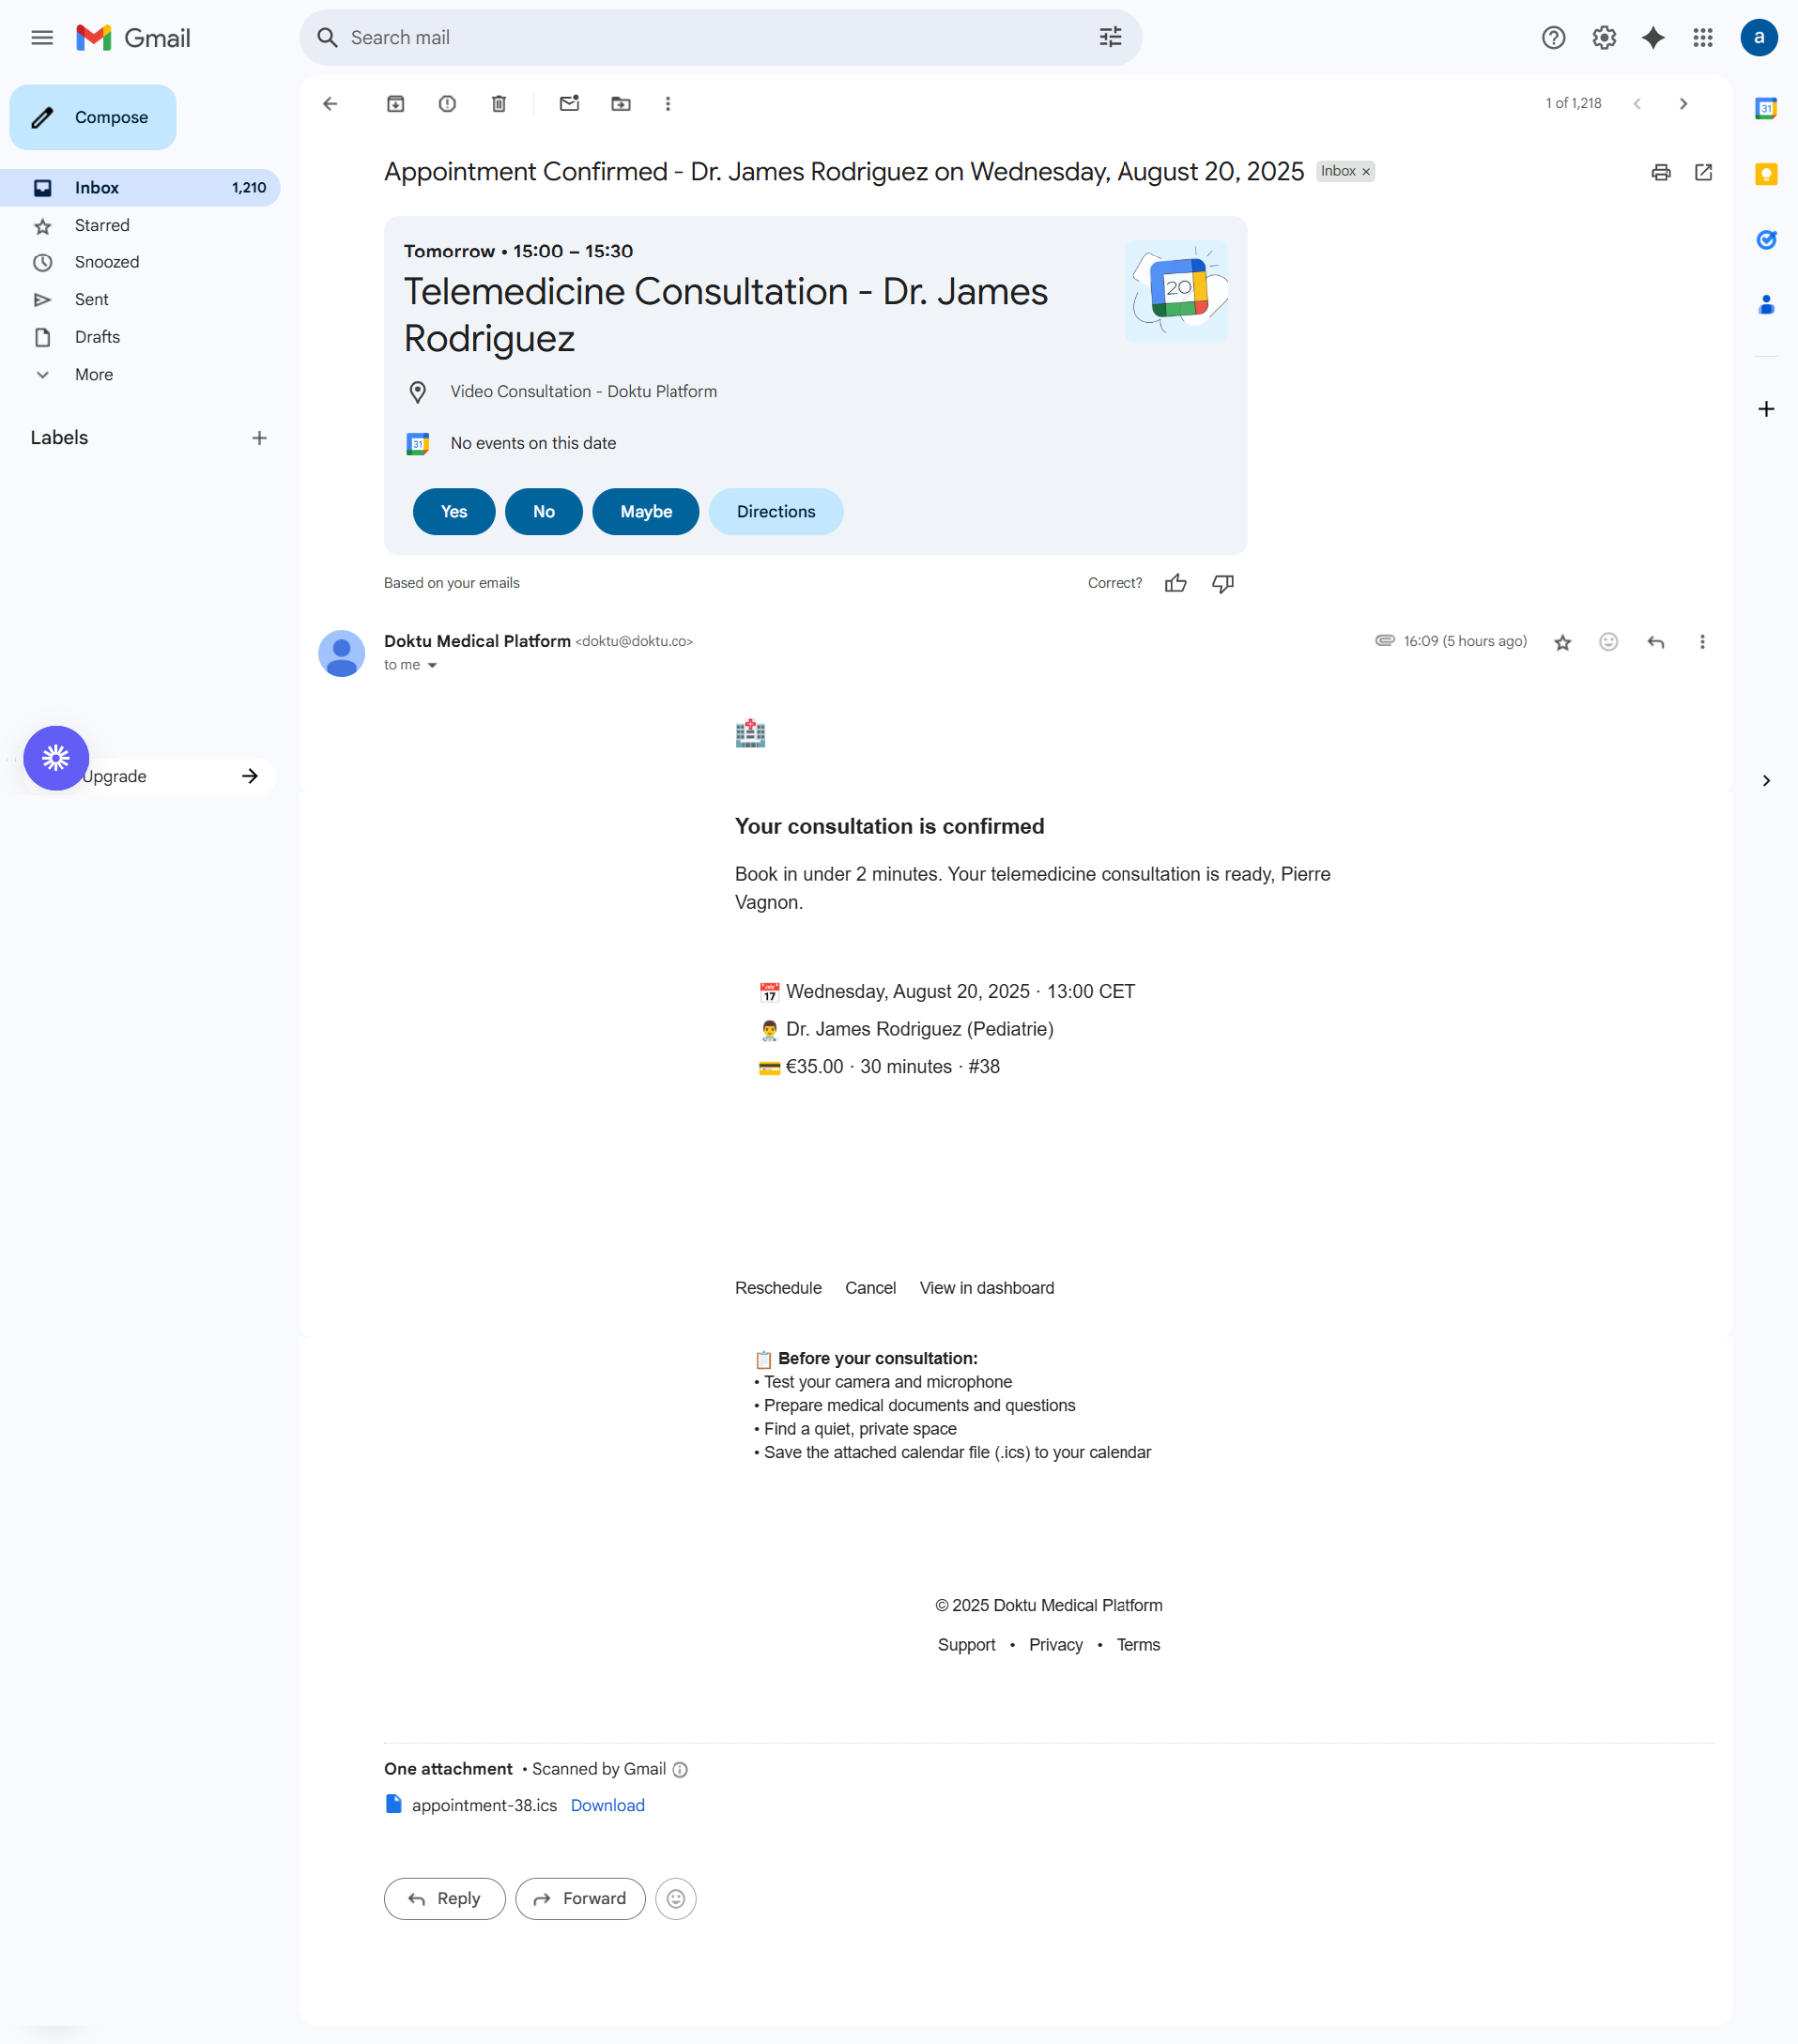 Gmail
Search mail
a
Compose
1 of 1,218
Inbox 1,210
Starred
Snoozed
Sent
Drafts
More
Labels
Upgrade
Appointment Confirmed - Dr. James Rodriguez on Wednesday, August 20, 2025 Inbox ×
Tomorrow • 15:00 – 15:30
Telemedicine Consultation - Dr. James
Rodriguez
20
Video Consultation - Doktu Platform
31 No events on this date
Yes No Maybe Directions
Based on your emails Correct?
Doktu Medical Platform <doktu@doktu.co> 16:09 (5 hours ago)
to me
Your consultation is confirmed
Book in under 2 minutes. Your telemedicine consultation is ready, Pierre
Vagnon.
📅 Wednesday, August 20, 2025 · 13:00 CET
👨‍⚕️ Dr. James Rodriguez (Pediatrie)
💳 €35.00 · 30 minutes · #38
Reschedule Cancel View in dashboard
📋 Before your consultation:
• Test your camera and microphone
• Prepare medical documents and questions
• Find a quiet, private space
• Save the attached calendar file (.ics) to your calendar
© 2025 Doktu Medical Platform
Support • Privacy • Terms
One attachment • Scanned by Gmail
appointment-38.ics Download
Reply Forward
31